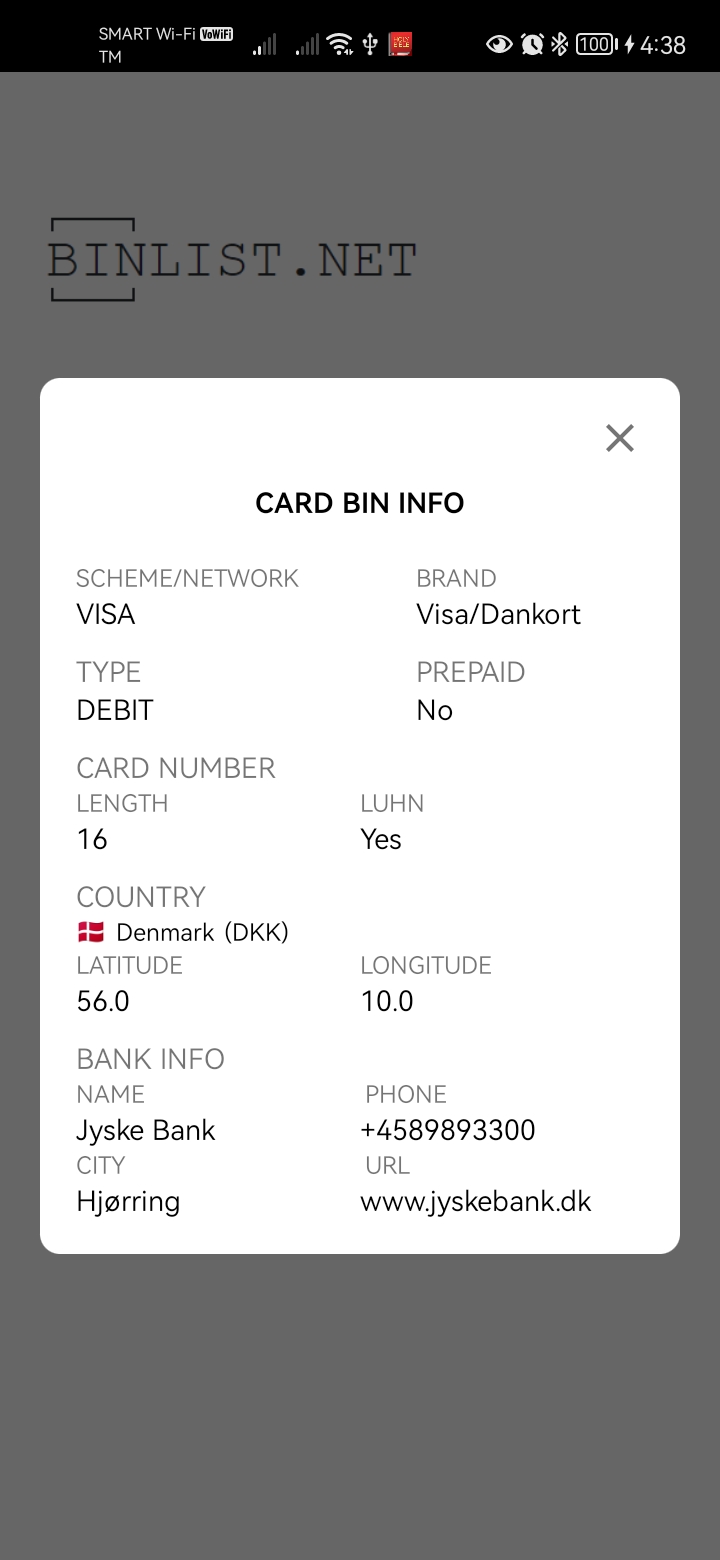 SMART Wi-Fi VoWiFi
TM
100 4:38
BINLIST.NET
CARD BIN INFO
SCHEME/NETWORK BRAND
VISA Visa/Dankort
TYPE PREPAID
DEBIT No
CARD NUMBER
LENGTH LUHN
16 Yes
COUNTRY
Denmark (DKK)
LATITUDE LONGITUDE
56.0 10.0
BANK INFO
NAME PHONE
Jyske Bank +4589893300
CITY URL
Hjørring www.jyskebank.dk